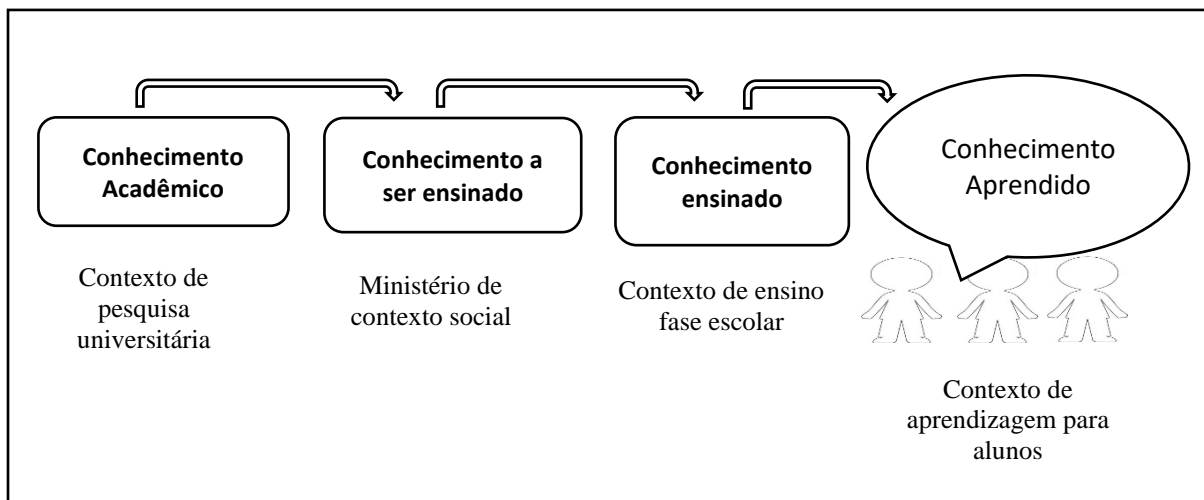 Conhecimento
Acadêmico
Conhecimento a
ser ensinado
Conhecimento
ensinado
Conhecimento
Aprendido
Contexto de
pesquisa
universitária
Ministério de
contexto social
Contexto de ensino
fase escolar
Contexto de
aprendizagem para
alunos